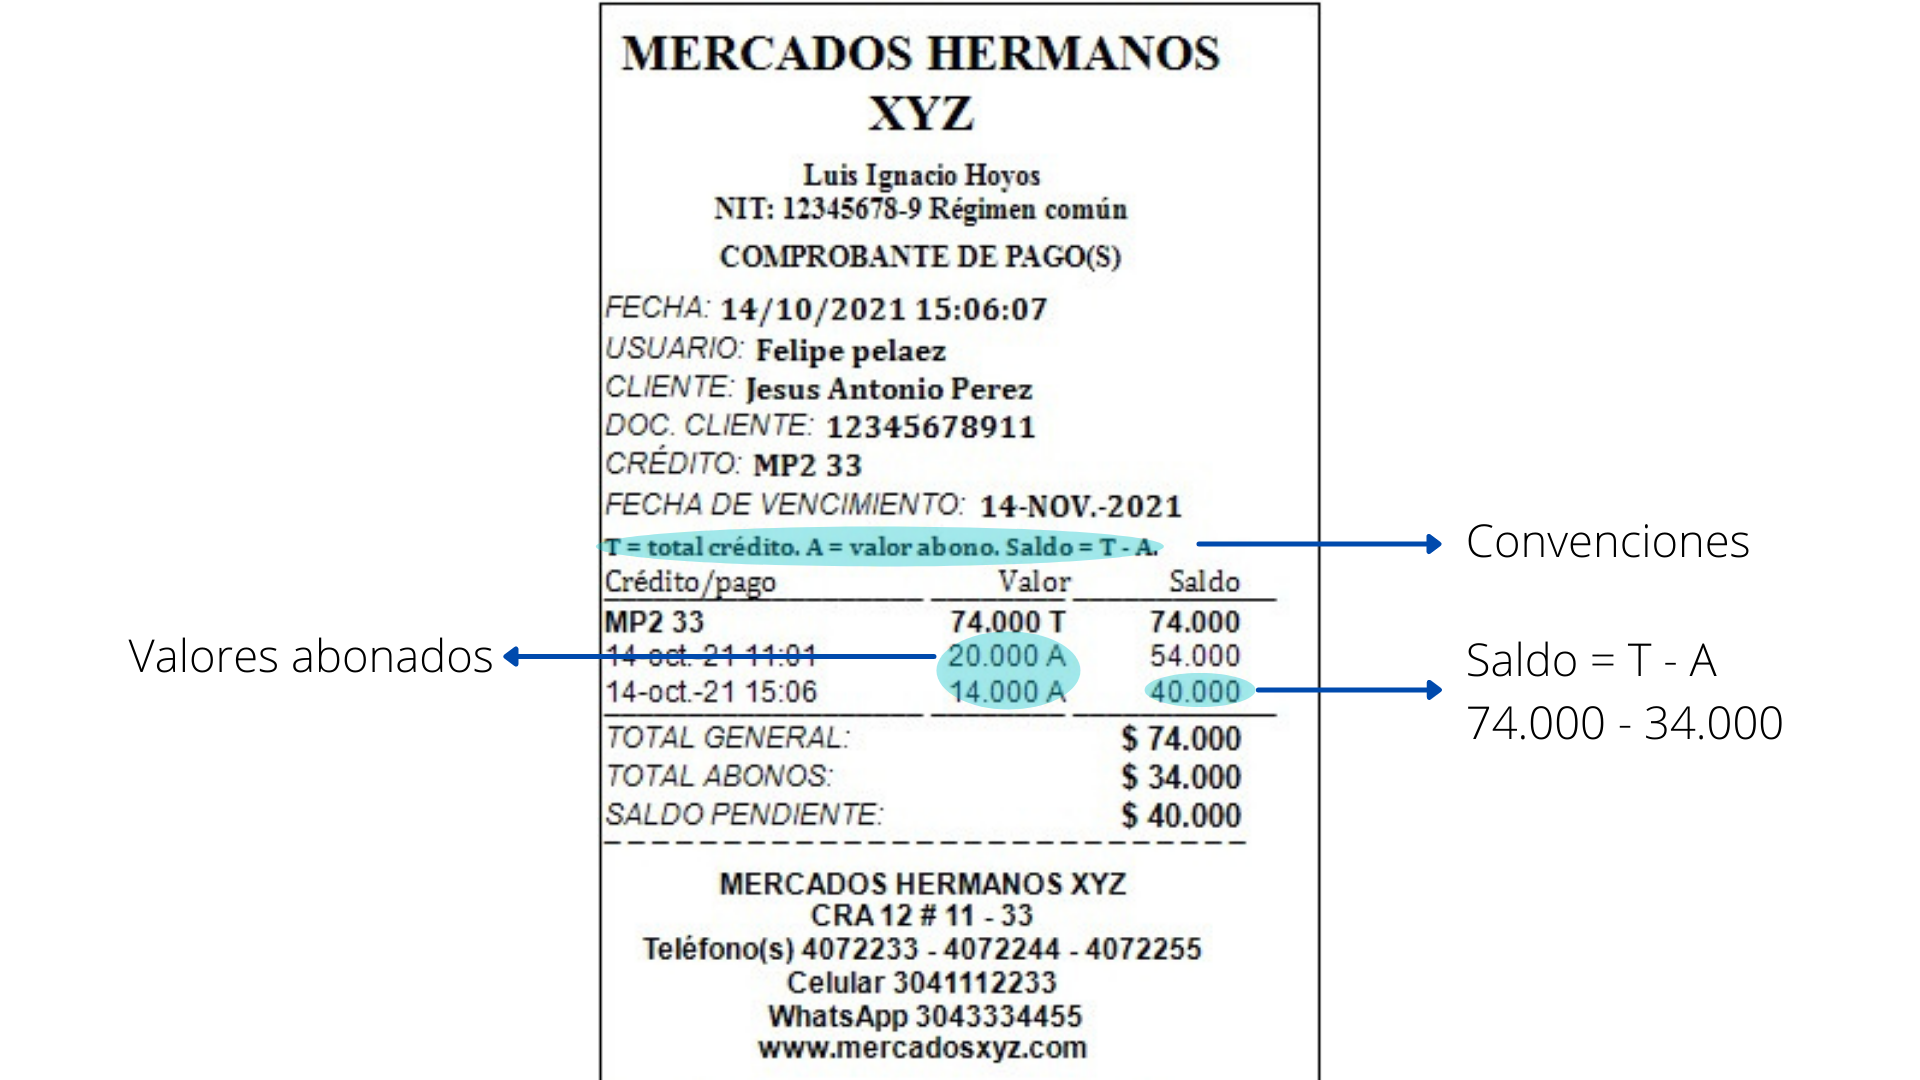 MERCADOS HERMANOS
XYZ
Luis Ignacio Hoyos
NIT: 12345678-9 Régimen común
COMPROBANTE DE PAGO(S)
FECHA: 14/10/2021 15:06:07
USUARIO: Felipe pelaez
CLIENTE: Jesus Antonio Perez
DOC. CLIENTE: 12345678911
CRÉDITO: MP2 33
FECHA DE VENCIMIENTO: 14-NOV.-2021
T = total crédito. A = valor abono. Saldo = T - A.
Convenciones
Crédito/pago Valor Saldo
MP2 33 74.000 T 74.000
Valores abonados
14-oct.-21 11:01 20.000 A 54.000
14-oct.-21 15:06 14.000 A 40.000
Saldo = T - A
74.000 - 34.000
TOTAL GENERAL: $ 74.000
TOTAL ABONOS: $ 34.000
SALDO PENDIENTE: $ 40.000
MERCADOS HERMANOS XYZ
CRA 12 # 11 - 33
Teléfono(s) 4072233 - 4072244 - 4072255
Celular 3041112233
WhatsApp 3043334455
www.mercadosxyz.com